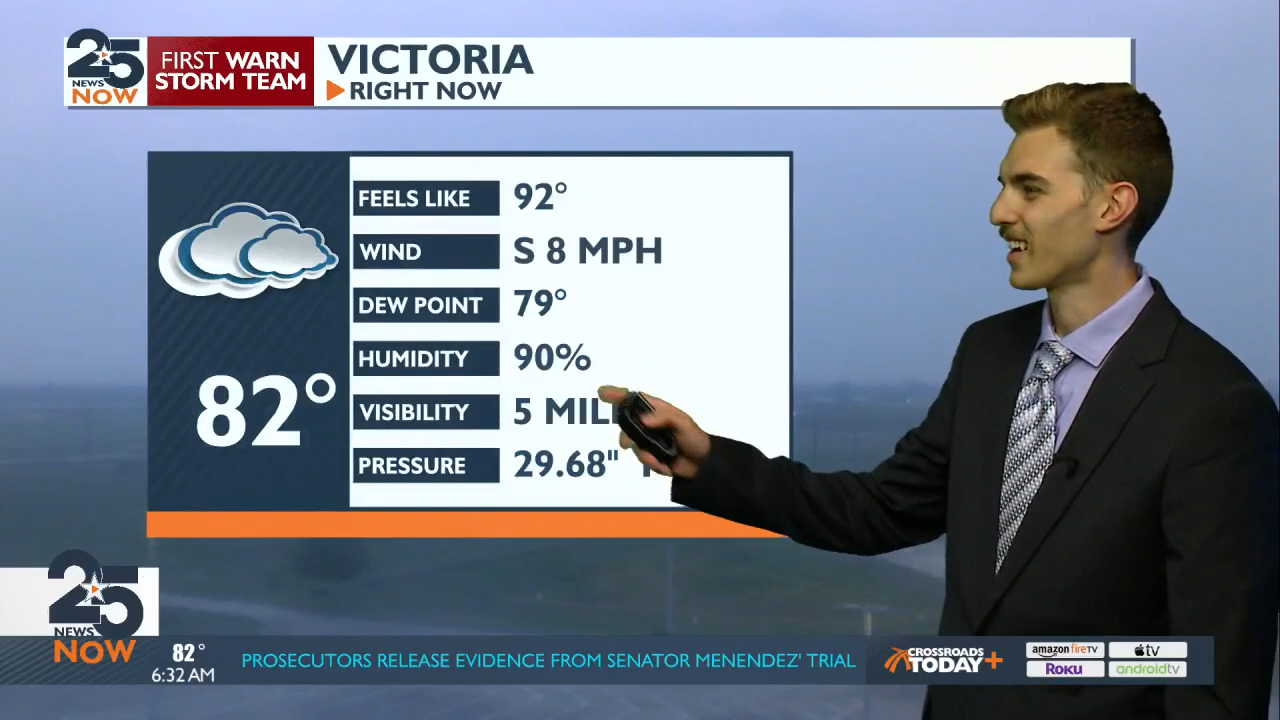 25
NEWS
NOW
FIRST WARN
STORM TEAM
VICTORIA
RIGHT NOW
FEELS LIKE 92°
WIND S 8 MPH
DEW POINT 79°
HUMIDITY 90%
VISIBILITY 5 MIL
PRESSURE 29.68"
82°
25
NEWS
NOW
82°
6:32 AM
PROSECUTORS RELEASE EVIDENCE FROM SENATOR MENENDEZ' TRIAL
CROSSROADS
TODAY+
amazon fireTV
tv
Roku
androidtv